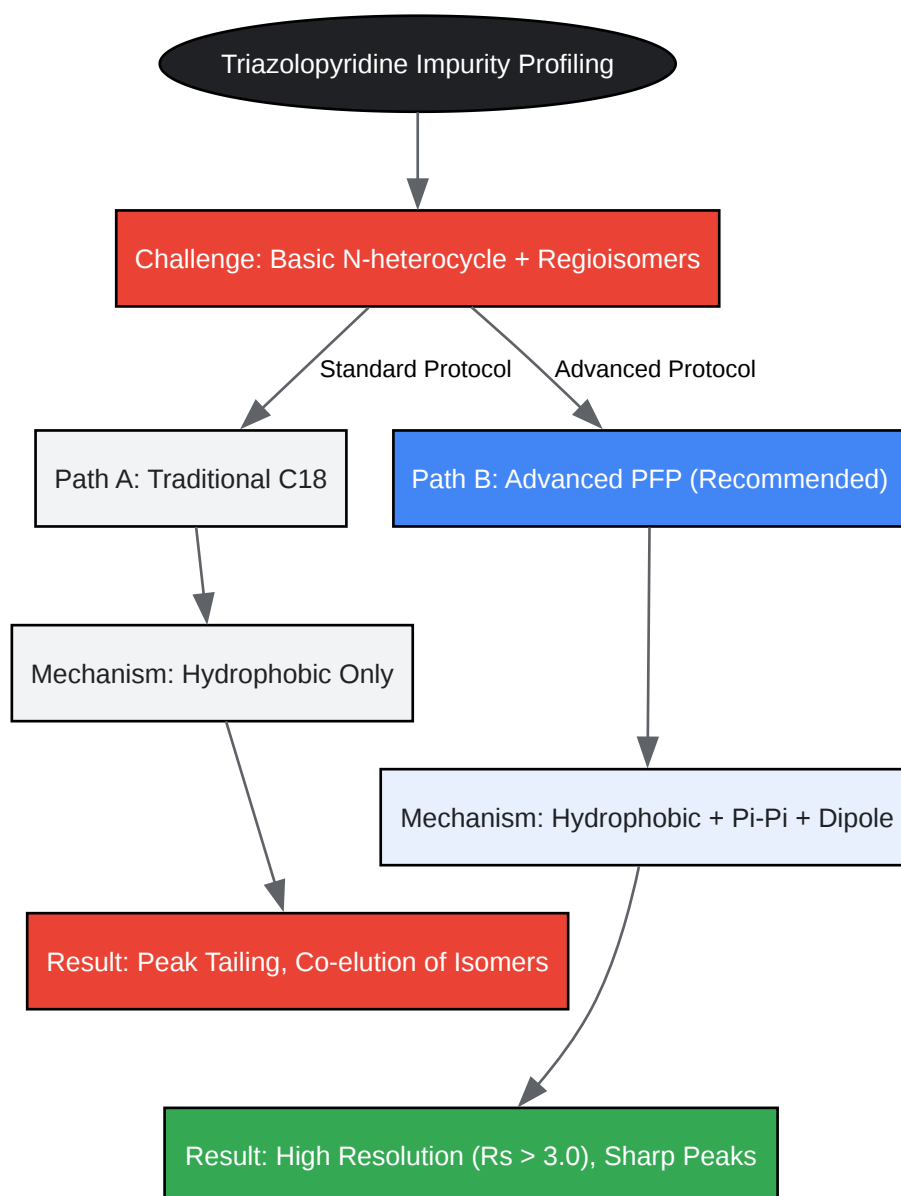 Triazolopyridine Impurity Profiling
Challenge: Basic N-heterocycle + Regioisomers
Standard Protocol
Advanced Protocol
Path A: Traditional C18
Path B: Advanced PFP (Recommended)
Mechanism: Hydrophobic Only
Mechanism: Hydrophobic + Pi-Pi + Dipole
Result: Peak Tailing, Co-elution of Isomers
Result: High Resolution (Rs > 3.0), Sharp Peaks